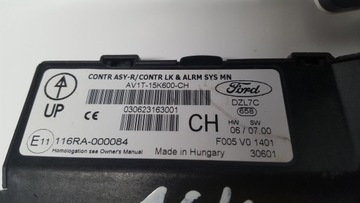 CONTR ASY-R/CONTR LK & ALRM SYS MN
AV1T-15K600-CH
Ford
030623163001
DZL7C
658
UP
CE
CH
HW SW
06 / 07.00
E11 116RA-000084
F005 V0 1401
Homologation see Owner's Manual
Made in Hungary
30601